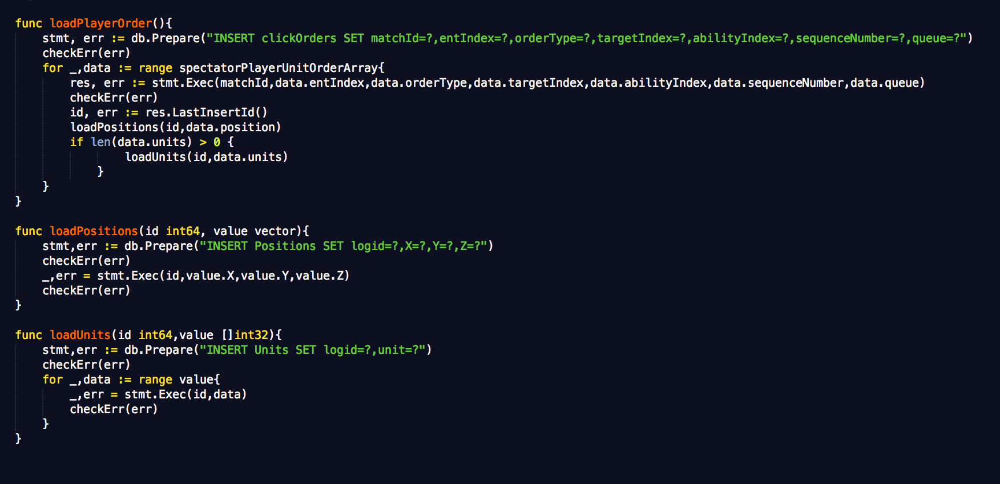 func loadPlayerOrder(){
    stmt, err := db.Prepare("INSERT clickOrders SET matchId=?,entIndex=?,orderType=?,targetIndex=?,abilityIndex=?,sequenceNumber=?,queue=?")
    checkErr(err)
    for _,data := range spectatorPlayerUnitOrderArray{
        res, err := stmt.Exec(matchId,data.entIndex,data.orderType,data.targetIndex,data.abilityIndex,data.sequenceNumber,data.queue)
        checkErr(err)
        id, err := res.LastInsertId()
        loadPositions(id,data.position)
        if len(data.units) > 0 {
                loadUnits(id,data.units)
            }
    }
}

func loadPositions(id int64, value vector){
    stmt,err := db.Prepare("INSERT Positions SET logid=?,X=?,Y=?,Z=?")
    checkErr(err)
    _,err = stmt.Exec(id,value.X,value.Y,value.Z)
    checkErr(err)
}

func loadUnits(id int64,value []int32){
    stmt,err := db.Prepare("INSERT Units SET logid=?,unit=?")
    checkErr(err)
    for _,data := range value{
        _,err = stmt.Exec(id,data)
        checkErr(err)
    }
}